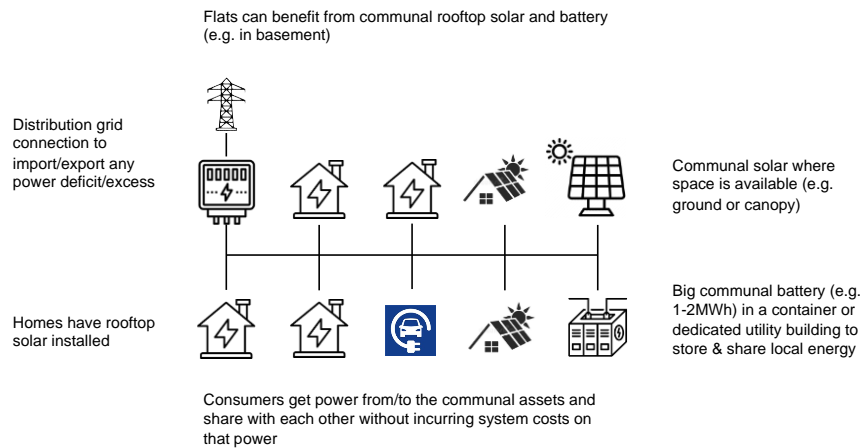 Flats can benefit from communal rooftop solar and battery
(e.g. in basement)
Distribution grid
connection to
import/export any
power deficit/excess
Communal solar where
space is available (e.g.
ground or canopy)
Homes have rooftop
solar installed
Big communal battery (e.g.
1-2MWh) in a container or
dedicated utility building to
store & share local energy
Consumers get power from/to the communal assets and
share with each other without incurring system costs on
that power